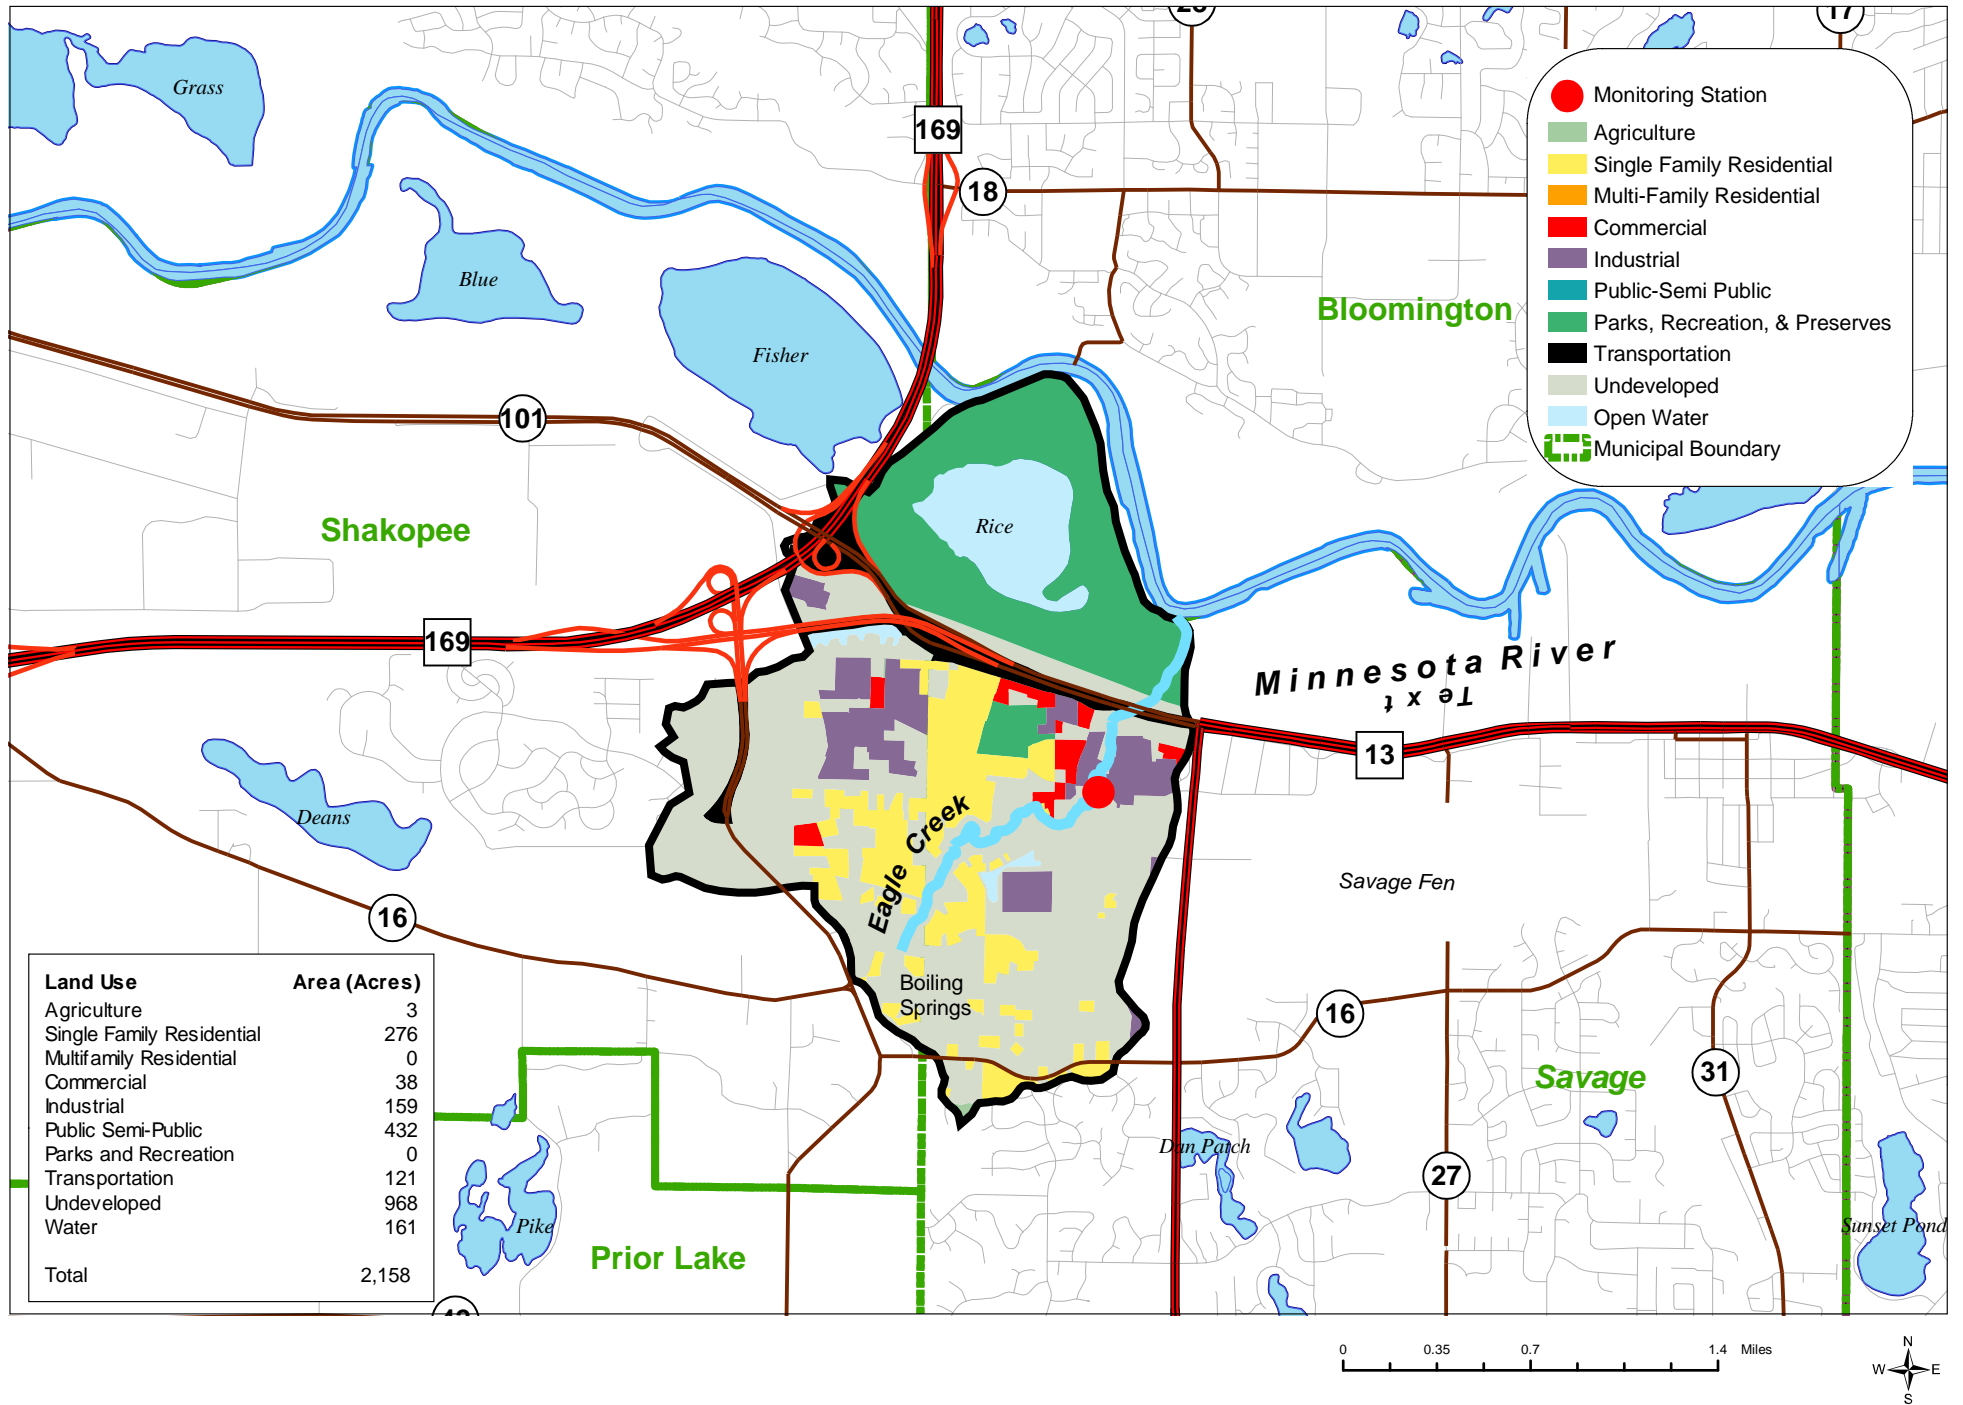 17
Grass
169
18
Blue
Fisher
101
Rice
Shakopee
Bloomington
Monitoring Station
Agriculture
Single Family Residential
Multi-Family Residential
Commercial
Industrial
Public-Semi Public
Parks, Recreation, & Preserves
Transportation
Undeveloped
Open Water
Municipal Boundary
169
Minnesota River
Text
13
Deans
Eagle Creek
Savage Fen
16
Boiling
Springs
16
Savage
31
Dan Patch
27
Pike
Sunset Pond
Prior Lake
Land Use Area (Acres)
Agriculture 3
Single Family Residential 276
Multifamily Residential 0
Commercial 38
Industrial 159
Public Semi-Public 432
Parks and Recreation 0
Transportation 121
Undeveloped 968
Water 161
Total 2,158
0 0.35 0.7 1.4 Miles
N
W E
S